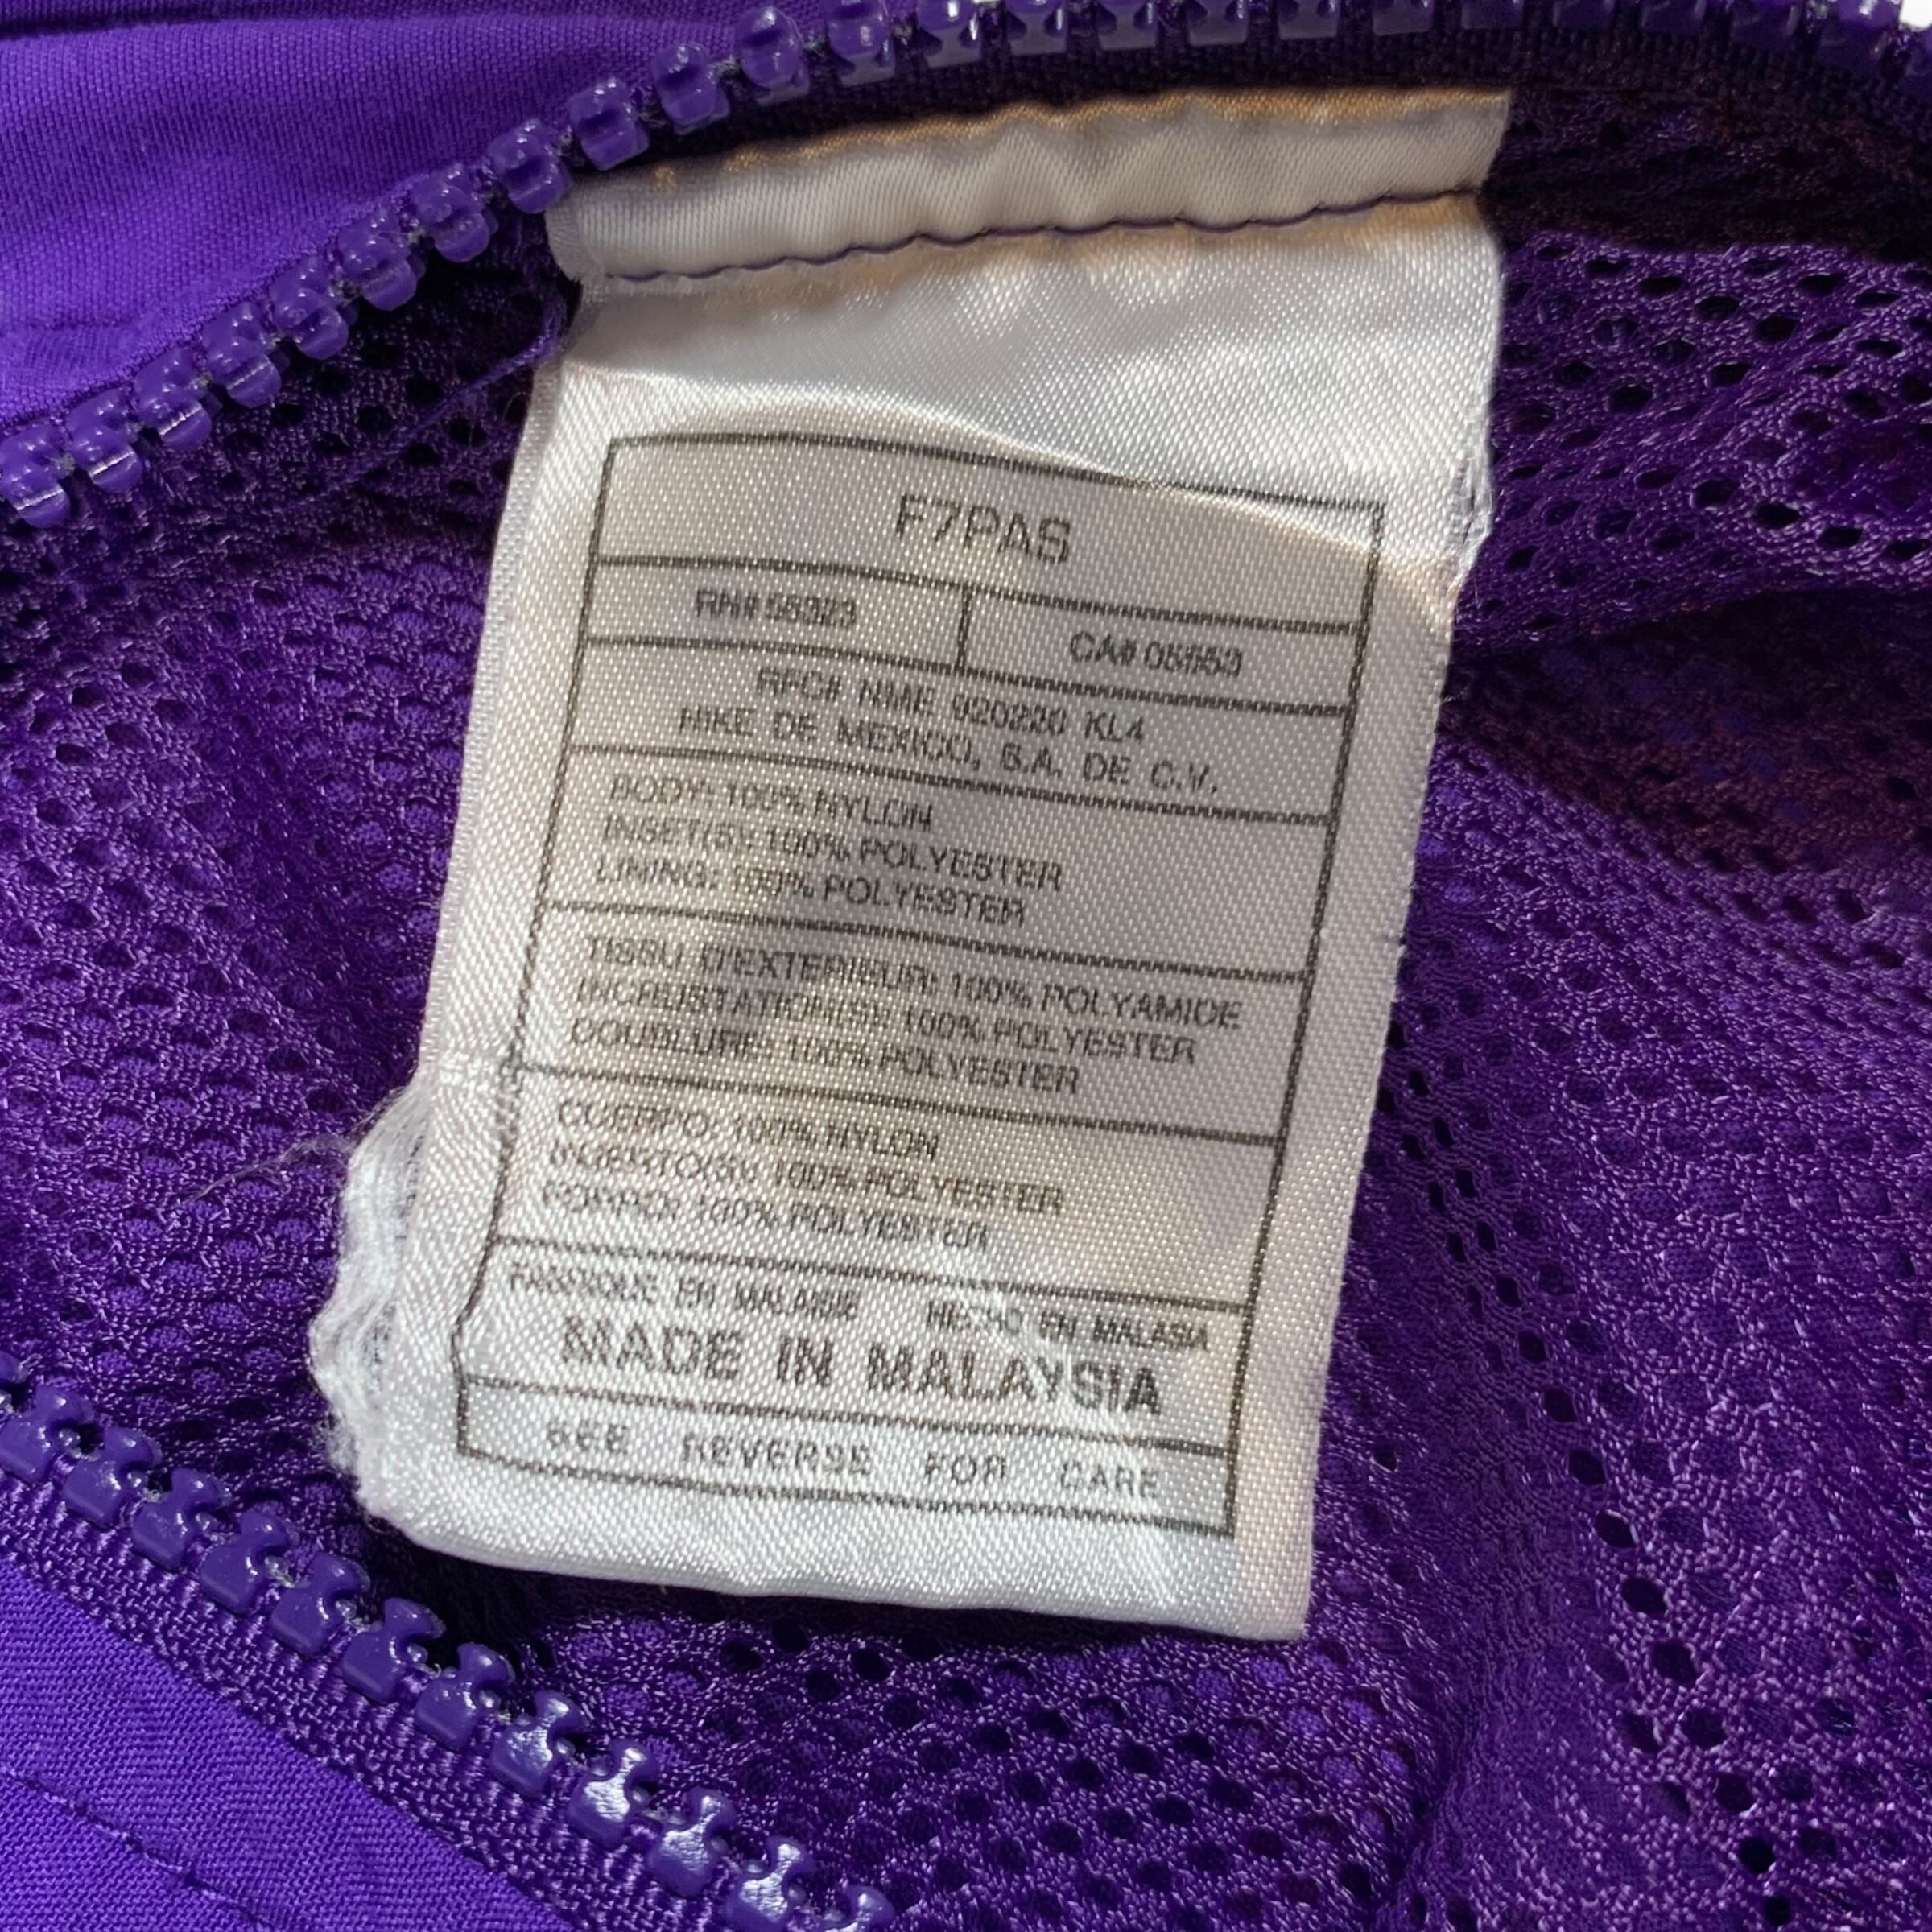 F7PAS
RN# 56323 CA# 05553
RFC# NME 920220 KL4
NIKE DE MEXICO, S.A. DE C.V.
BODY: 100% NYLON
INSET(S): 100% POLYESTER
LINING: 100% POLYESTER
TISSU D'EXTERIEUR: 100% POLYAMIDE
INCRUSTATION(S): 100% POLYESTER
DOUBLURE: 100% POLYESTER
CUERPO: 100% NYLON
100% POLYESTER
FORRO: 100% POLYESTER
FABRIQUE EN MALAISIE HECHO EN MALASIA
MADE IN MALAYSIA
SEE REVERSE FOR CARE